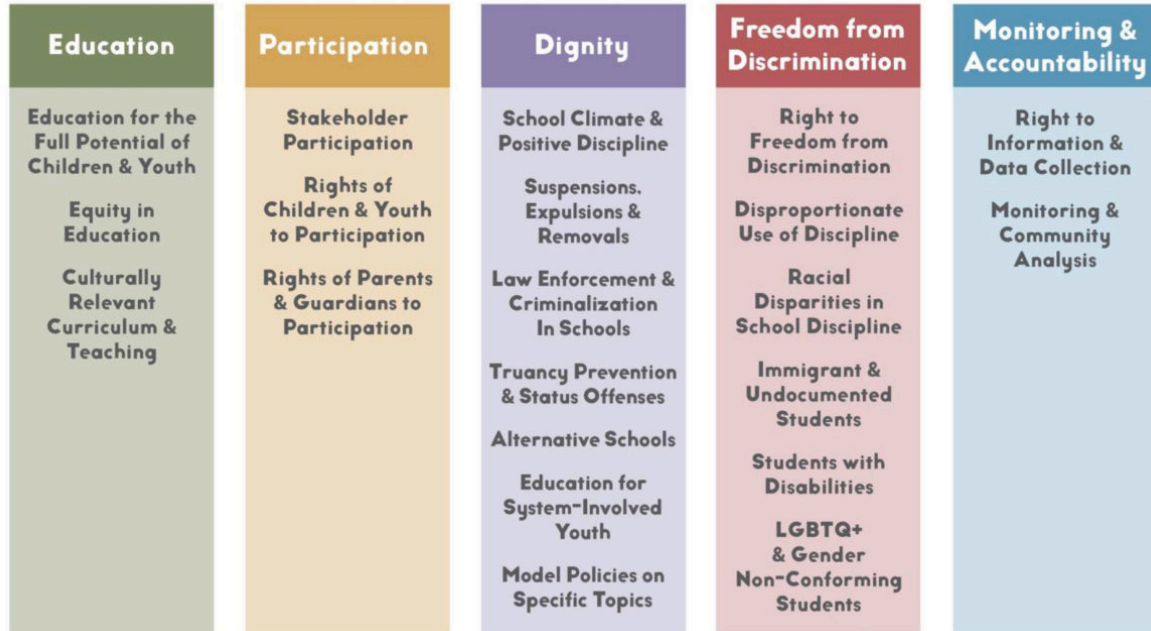 Education
Education for the
Full Potential of
Children & Youth
Equity in
Education
Culturally
Relevant
Curriculum &
Teaching
Participation
Stakeholder
Participation
Rights of
Children & Youth
to Participation
Rights of Parents
& Guardians to
Participation
Dignity
School Climate &
Positive Discipline
Suspensions,
Expulsions &
Removals
Law Enforcement &
Criminalization
In Schools
Truancy Prevention
& Status Offenses
Alternative Schools
Education for
System-Involved
Youth
Model Policies on
Specific Topics
Freedom from
Discrimination
Right to
Freedom from
Discrimination
Disproportionate
Use of Discipline
Racial
Disparities in
School Discipline
Immigrant &
Undocumented
Students
Students with
Disabilities
LGBTQ+
& Gender
Non-Conforming
Students
Monitoring &
Accountability
Right to
Information &
Data Collection
Monitoring &
Community
Analysis